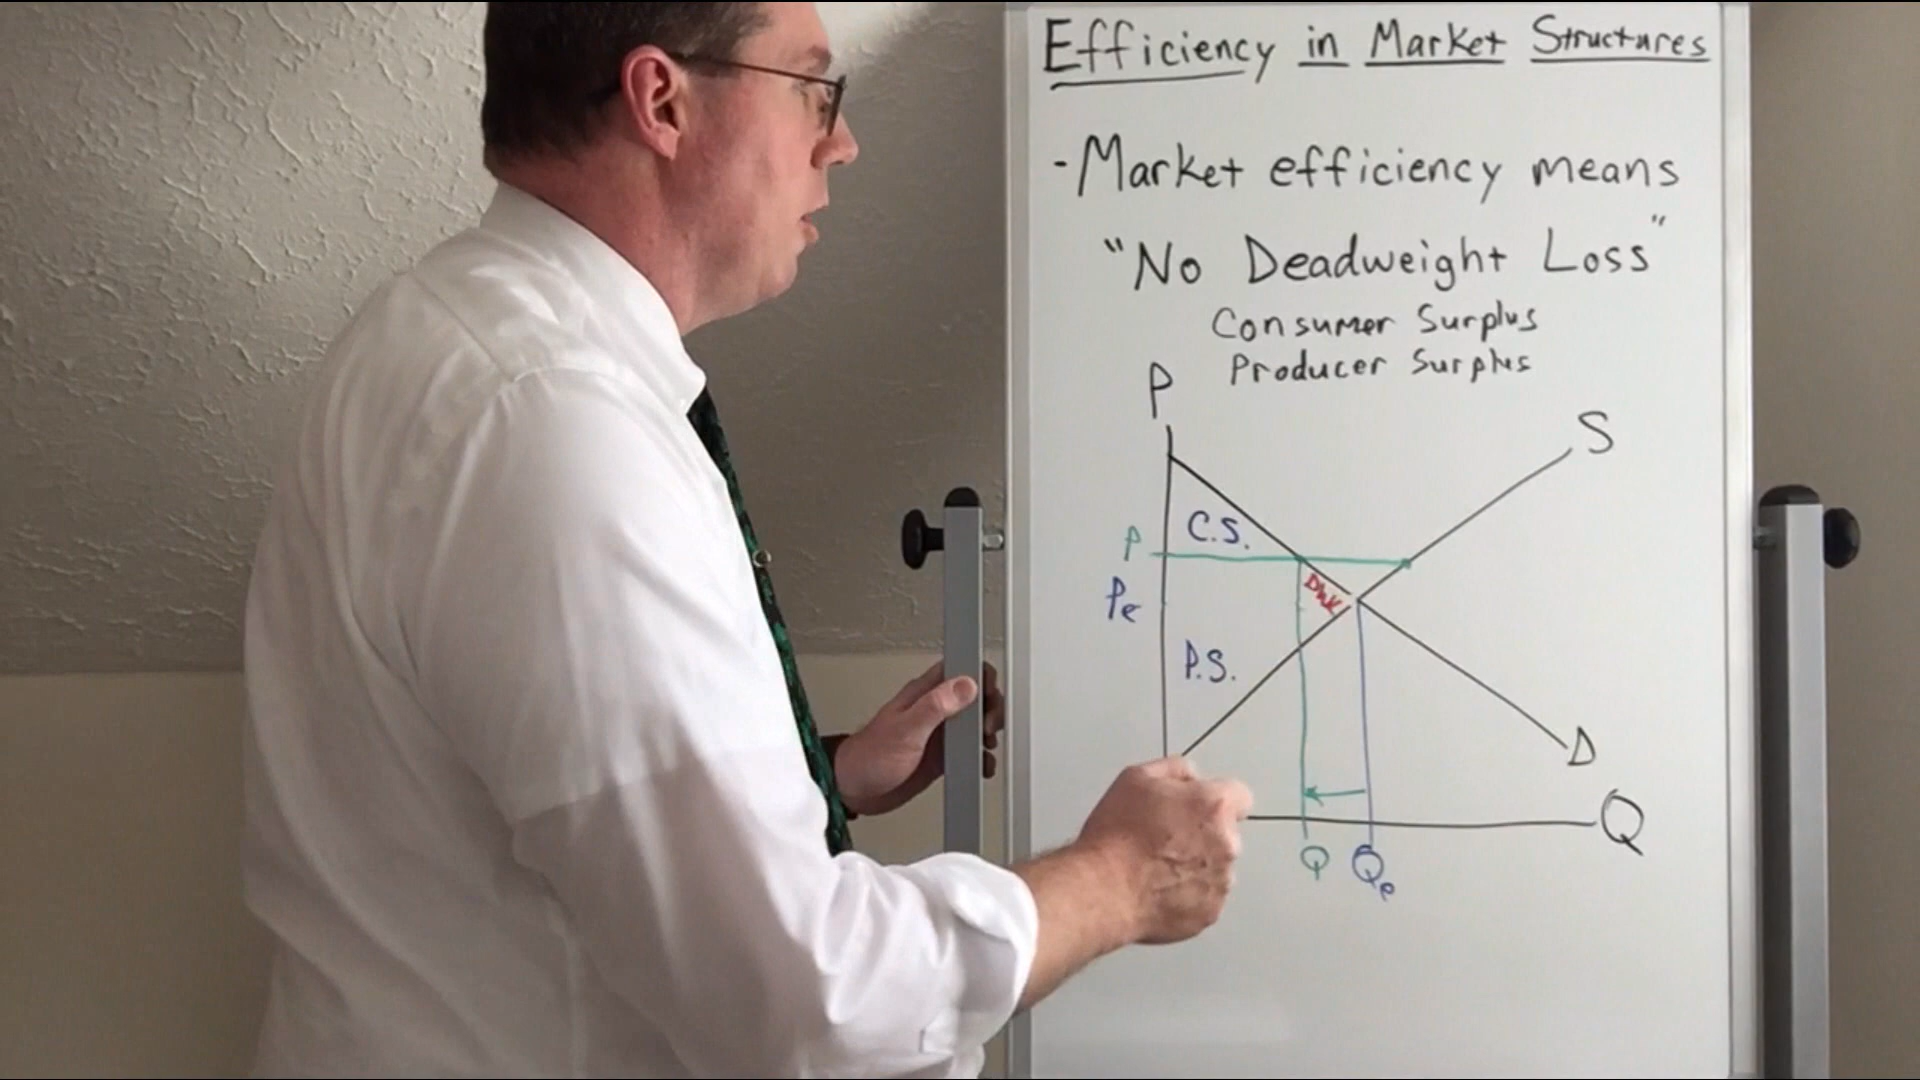 Efficiency in Market Structures
- Market efficiency means
"No Deadweight Loss"
Consumer Surplus
Producer Surplus
P
S
C.S.
P
DWL
Pe
P.S.
D
Q
Q Qe